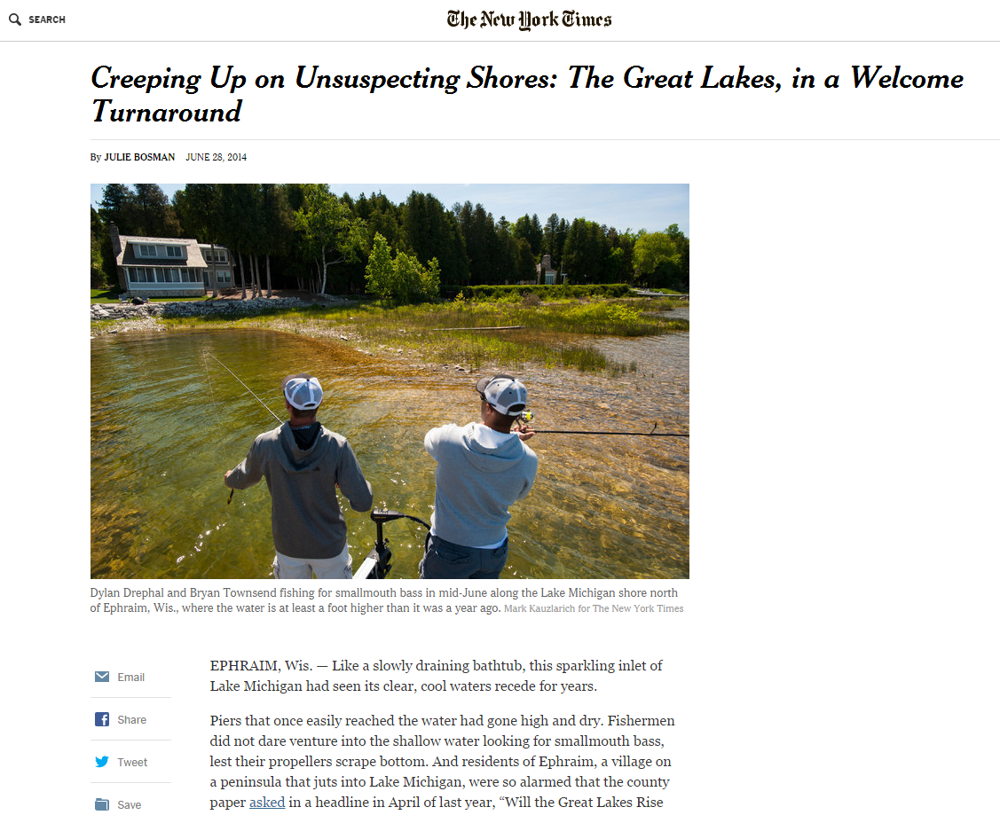 SEARCH
The New York Times
Creeping Up on Unsuspecting Shores: The Great Lakes, in a Welcome
Turnaround
By JULIE BOSMAN JUNE 28, 2014
Dylan Drephal and Bryan Townsend fishing for smallmouth bass in mid-June along the Lake Michigan shore north
of Ephraim, Wis., where the water is at least a foot higher than it was a year ago. Mark Kauzlarich for The New York Times
Email
Share
Tweet
Save
EPHRAIM, Wis. — Like a slowly draining bathtub, this sparkling inlet of
Lake Michigan had seen its clear, cool waters recede for years.
Piers that once easily reached the water had gone high and dry. Fishermen
did not dare venture into the shallow water looking for smallmouth bass,
lest their propellers scrape bottom. And residents of Ephraim, a village on
a peninsula that juts into Lake Michigan, were so alarmed that the county
paper asked in a headline in April of last year, “Will the Great Lakes Rise